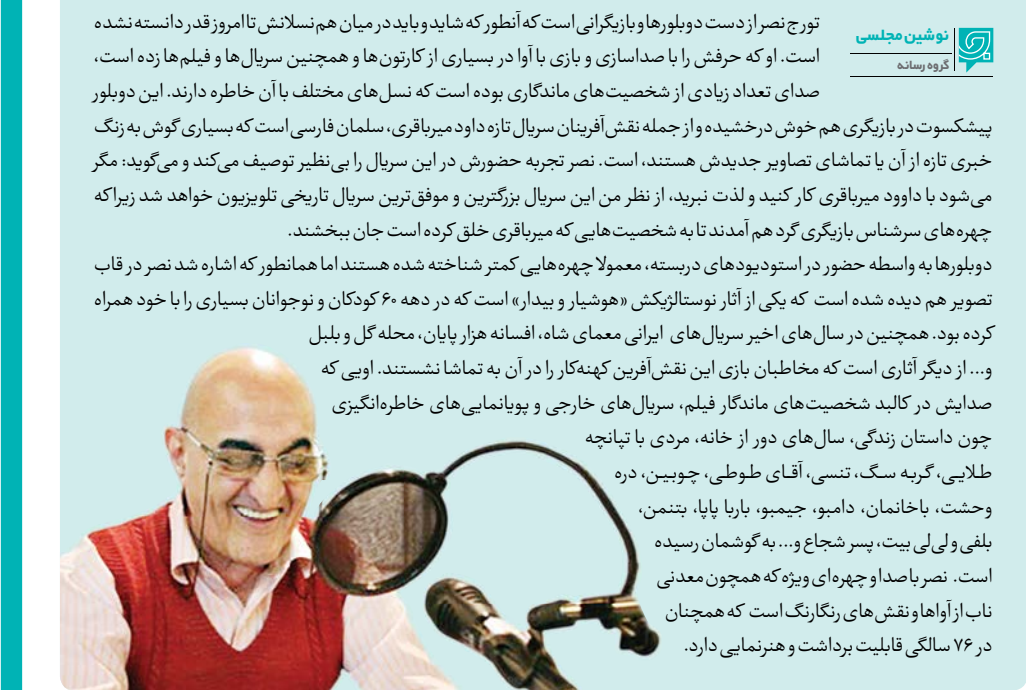 نوشین مجلسی
گروه رسانه
تورج نصر از دست دوبلورها و بازیگرانی است که آنطور که شاید و باید در میان هم‌نسلانش تا امروز قدر دانسته نشده
است. او که حرفش را با صداسازی و بازی با آوا در بسیاری از کارتون‌ها و همچنین سریال‌ها و فیلم‌ها زده است،
صدای تعداد زیادی از شخصیت‌های ماندگاری بوده است که نسل‌های مختلف با آن خاطره دارند. این دوبلور
پیشکسوت در بازیگری هم خوش درخشیده و از جمله نقش‌آفرینان سریال تازه داود میرباقری، سلمان فارسی است که بسیاری گوش به زنگ
خبری تازه از آن یا تماشای تصاویر جدیدش هستند، است. نصر تجربه حضورش در این سریال را بی‌نظیر توصیف می‌کند و می‌گوید: مگر
می‌شود با داوود میرباقری کار کنید و لذت نبرید، از نظر من این سریال بزرگترین و موفق‌ترین سریال تاریخی تلویزیون خواهد شد زیرا که
چهره‌های سرشناس بازیگری گرد هم آمدند تا به شخصیت‌هایی که میرباقری خلق کرده است جان ببخشند.
دوبلورها به واسطه حضور در استودیودهای دربسته، معمولا چهره‌هایی کمتر شناخته شده هستند اما همانطور که اشاره شد نصر در قاب
تصویر هم دیده شده است که یکی از آثار نوستالژیکش «هوشیار و بیدار» است که در دهه ۶۰ کودکان و نوجوانان بسیاری را با خود همراه
کرده بود. همچنین در سال‌های اخیر سریال‌های ایرانی معمای شاه، افسانه هزار پایان، محله گل و بلبل
و... از دیگر آثاری است که مخاطبان بازی این نقش‌آفرین کهنه‌کار را در آن به تماشا نشستند. اویی که
صدایش در کالبد شخصیت‌های ماندگار فیلم، سریال‌های خارجی و پویانمایی‌های خاطره‌انگیزی
چون داستان زندگی، سال‌های دور از خانه، مردی با تپانچه
طلایی، گربه سگ، تنسی، آقای طوطی، چوبین، دره
وحشت، باخانمان، دامبو، جیمبو، باربا پاپا، بتنمن،
بلفی و لی‌لی بیت، پسر شجاع و... به گوشمان رسیده
است. نصر با صدا و چهره‌ای ویژه که همچون معدنی
ناب از آواها و نقش‌های رنگارنگ است که همچنان
در ۷۶ سالگی قابلیت برداشت و هنرنمایی دارد.